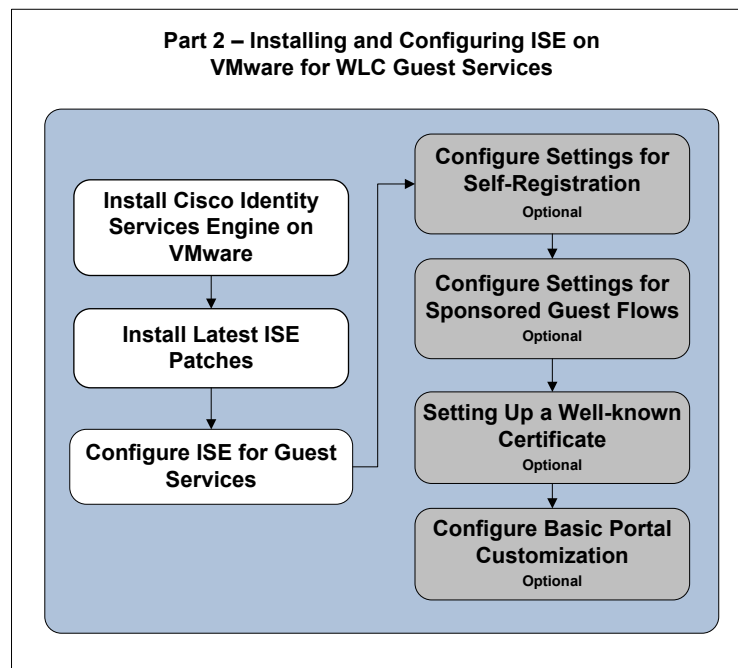 Part 2 – Installing and Configuring ISE on
VMware for WLC Guest Services
Install Cisco Identity
Services Engine on
VMware
Install Latest ISE
Patches
Configure ISE for Guest
Services
Configure Settings for
Self-Registration
Optional
Configure Settings for
Sponsored Guest Flows
Optional
Setting Up a Well-known
Certificate
Optional
Configure Basic Portal
Customization
Optional